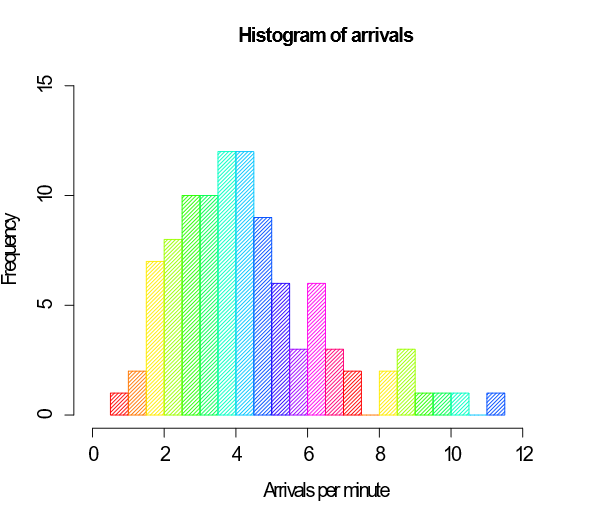 Histogram of arrivals
15
10
5
0
Frequency
0 2 4 6 8 10 12
Arrivals per minute